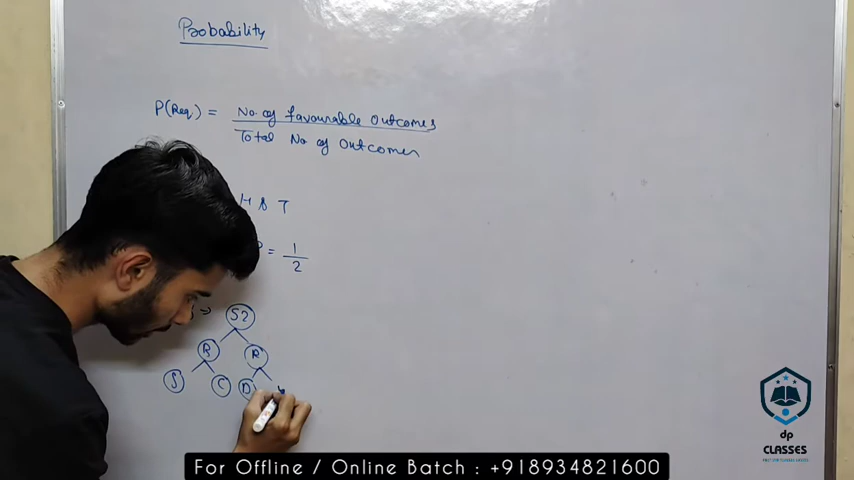 Probability
P(Req) = No of favourable Outcomes
Total No of Outcomes
H & T
= 1
2
52
B R
S C D
dp
CLASSES
For Offline / Online Batch : +918934821600